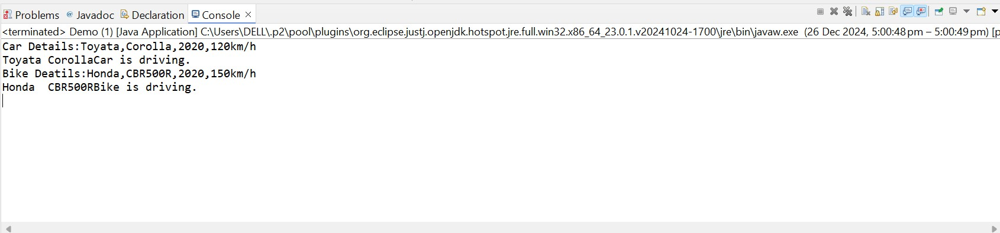 Problems @ Javadoc Declaration Console
<terminated> Demo (1) [Java Application] C:\Users\DELL\.p2\pool\plugins\org.eclipse.justj.openjdk.hotspot.jre.full.win32.x86_64_23.0.1.v20241024-1700\jre\bin\javaw.exe (26 Dec 2024, 5:00:48 pm – 5:00:49 pm) [p
Car Details:Toyata,Corolla,2020,120km/h
Toyata CorollaCar is driving.
Bike Deatils:Honda,CBR500R,2020,150km/h
Honda  CBR500RBike is driving.